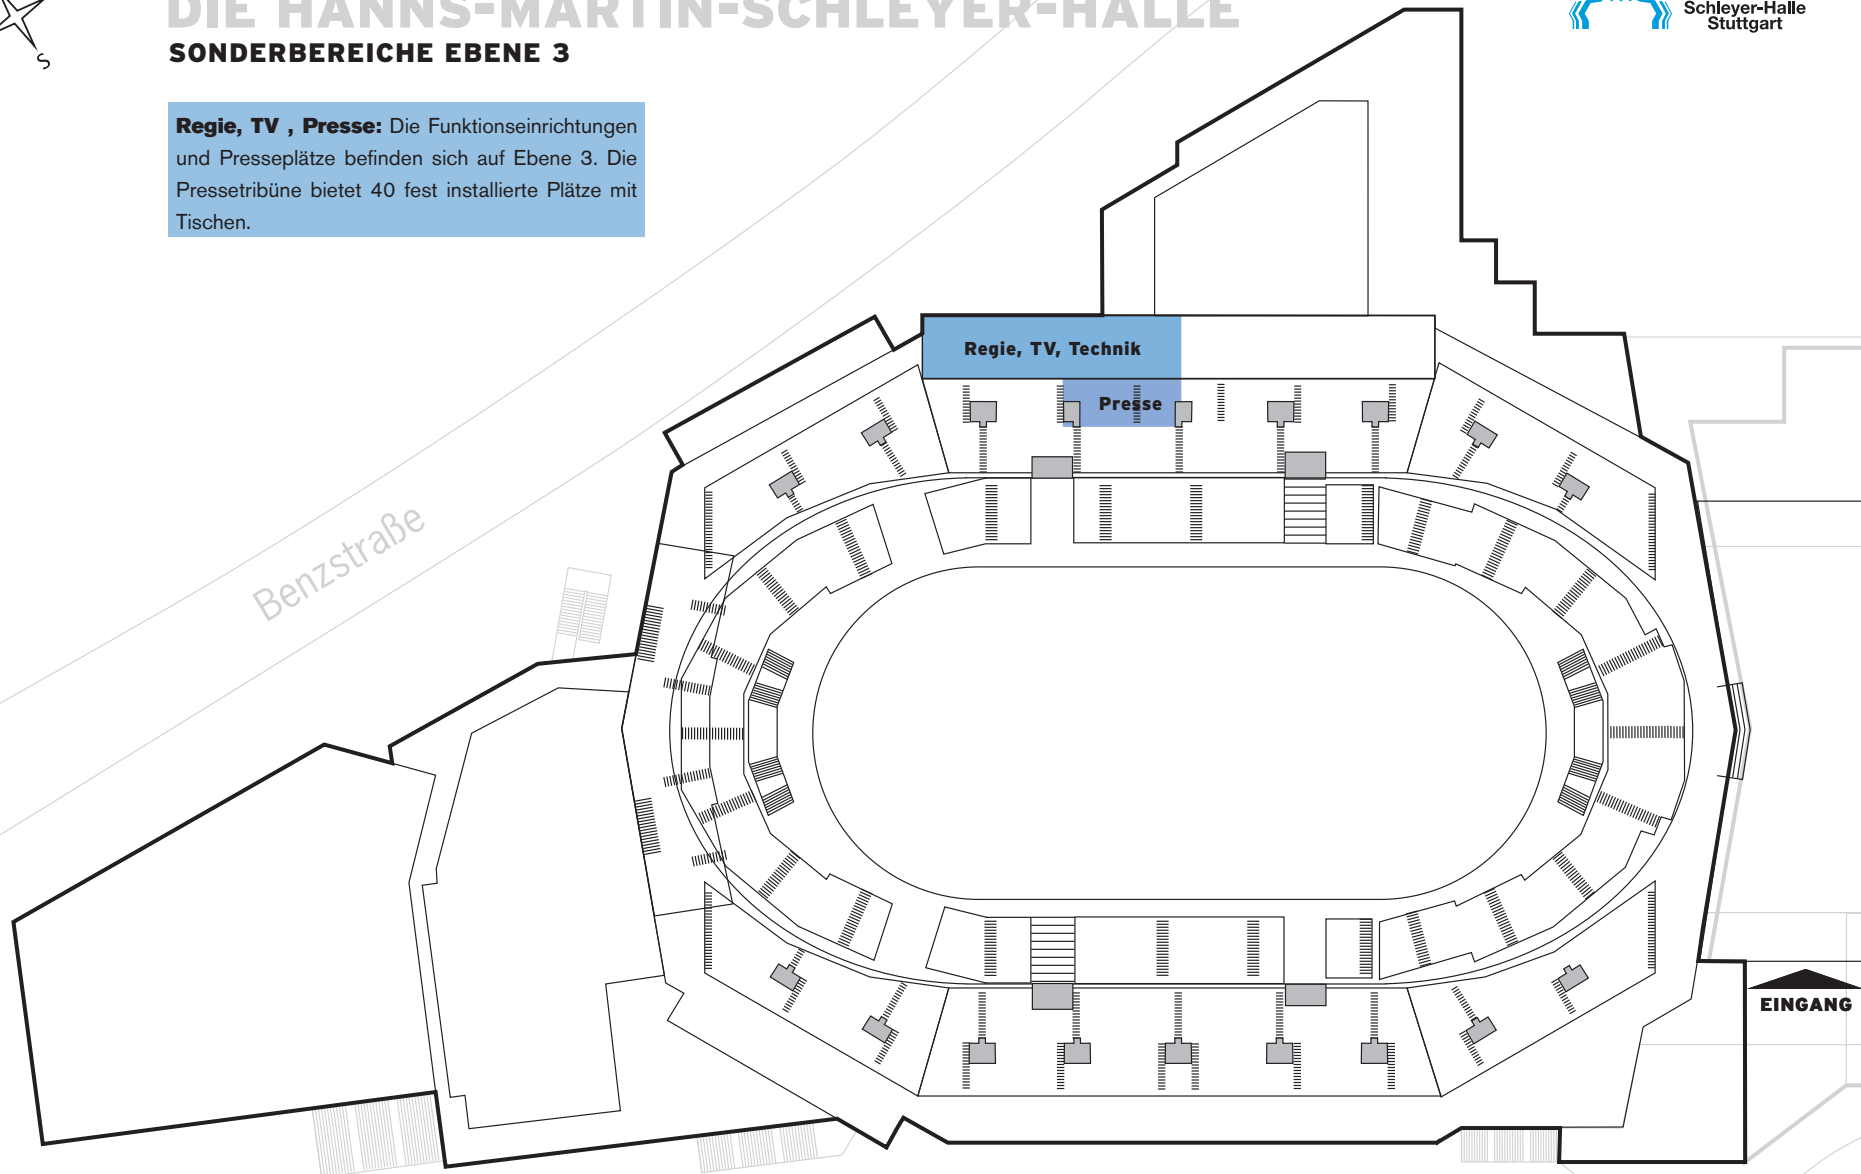 DIE HANNS-MARTIN-SCHLEYER-HALLE
SONDERBEREICHE EBENE 3
Schleyer-Halle
Stuttgart
S
Regie, TV , Presse: Die Funktionseinrichtungen
und Presseplätze befinden sich auf Ebene 3. Die
Pressetribüne bietet 40 fest installierte Plätze mit
Tischen.
Regie, TV, Technik
Presse
Benzstraße
EINGANG